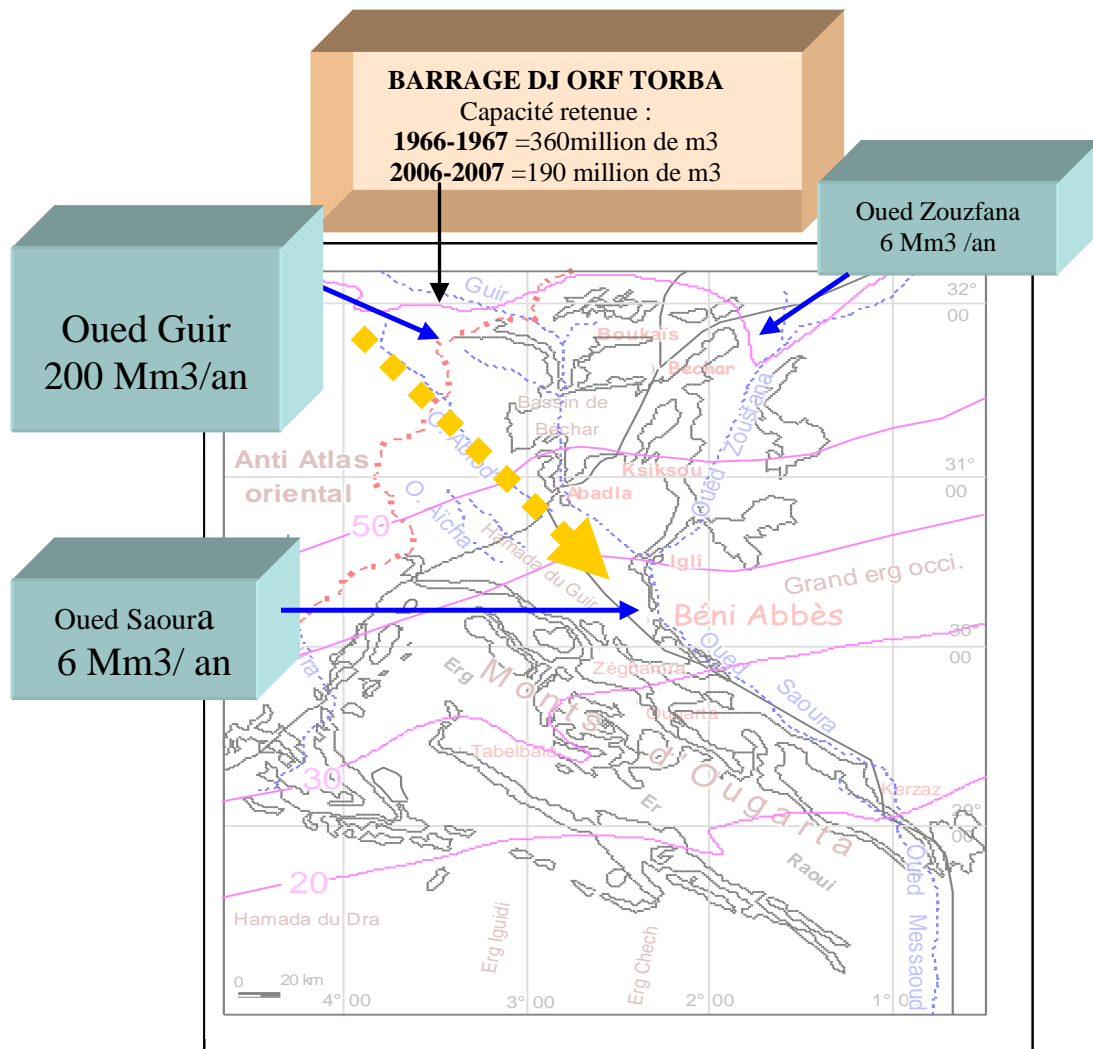 BARRAGE DJ ORF TORBA
Capacité retenue :
1966-1967 =360million de m3
2006-2007 =190 million de m3
Oued Zouzfana
6 Mm3 /an
Oued Guir
200 Mm3/an
Oued Saoura
6 Mm3/ an
Guir
32°
00
Boukais
Bechar
Bassin de
Béchar
Oued Zousfana
Anti Atlas
oriental
Ksiksou
31
00
Abadla
50
O. Aicha
Hamada du Guir
Igli
Grand erg occi.
Béni Abbès
30
00
Oued Saoura
Zéghamra
Erg
Monts d'Ougarta
Ougarta
Tabelbala
30
Er
Raoui
Kerzaz
29°
00
20
Hamada du Dra
Erg Iguidi
Erg Chech
Oued Messaoud
0 20 km
4° 00 3° 00 2° 00 1° 00